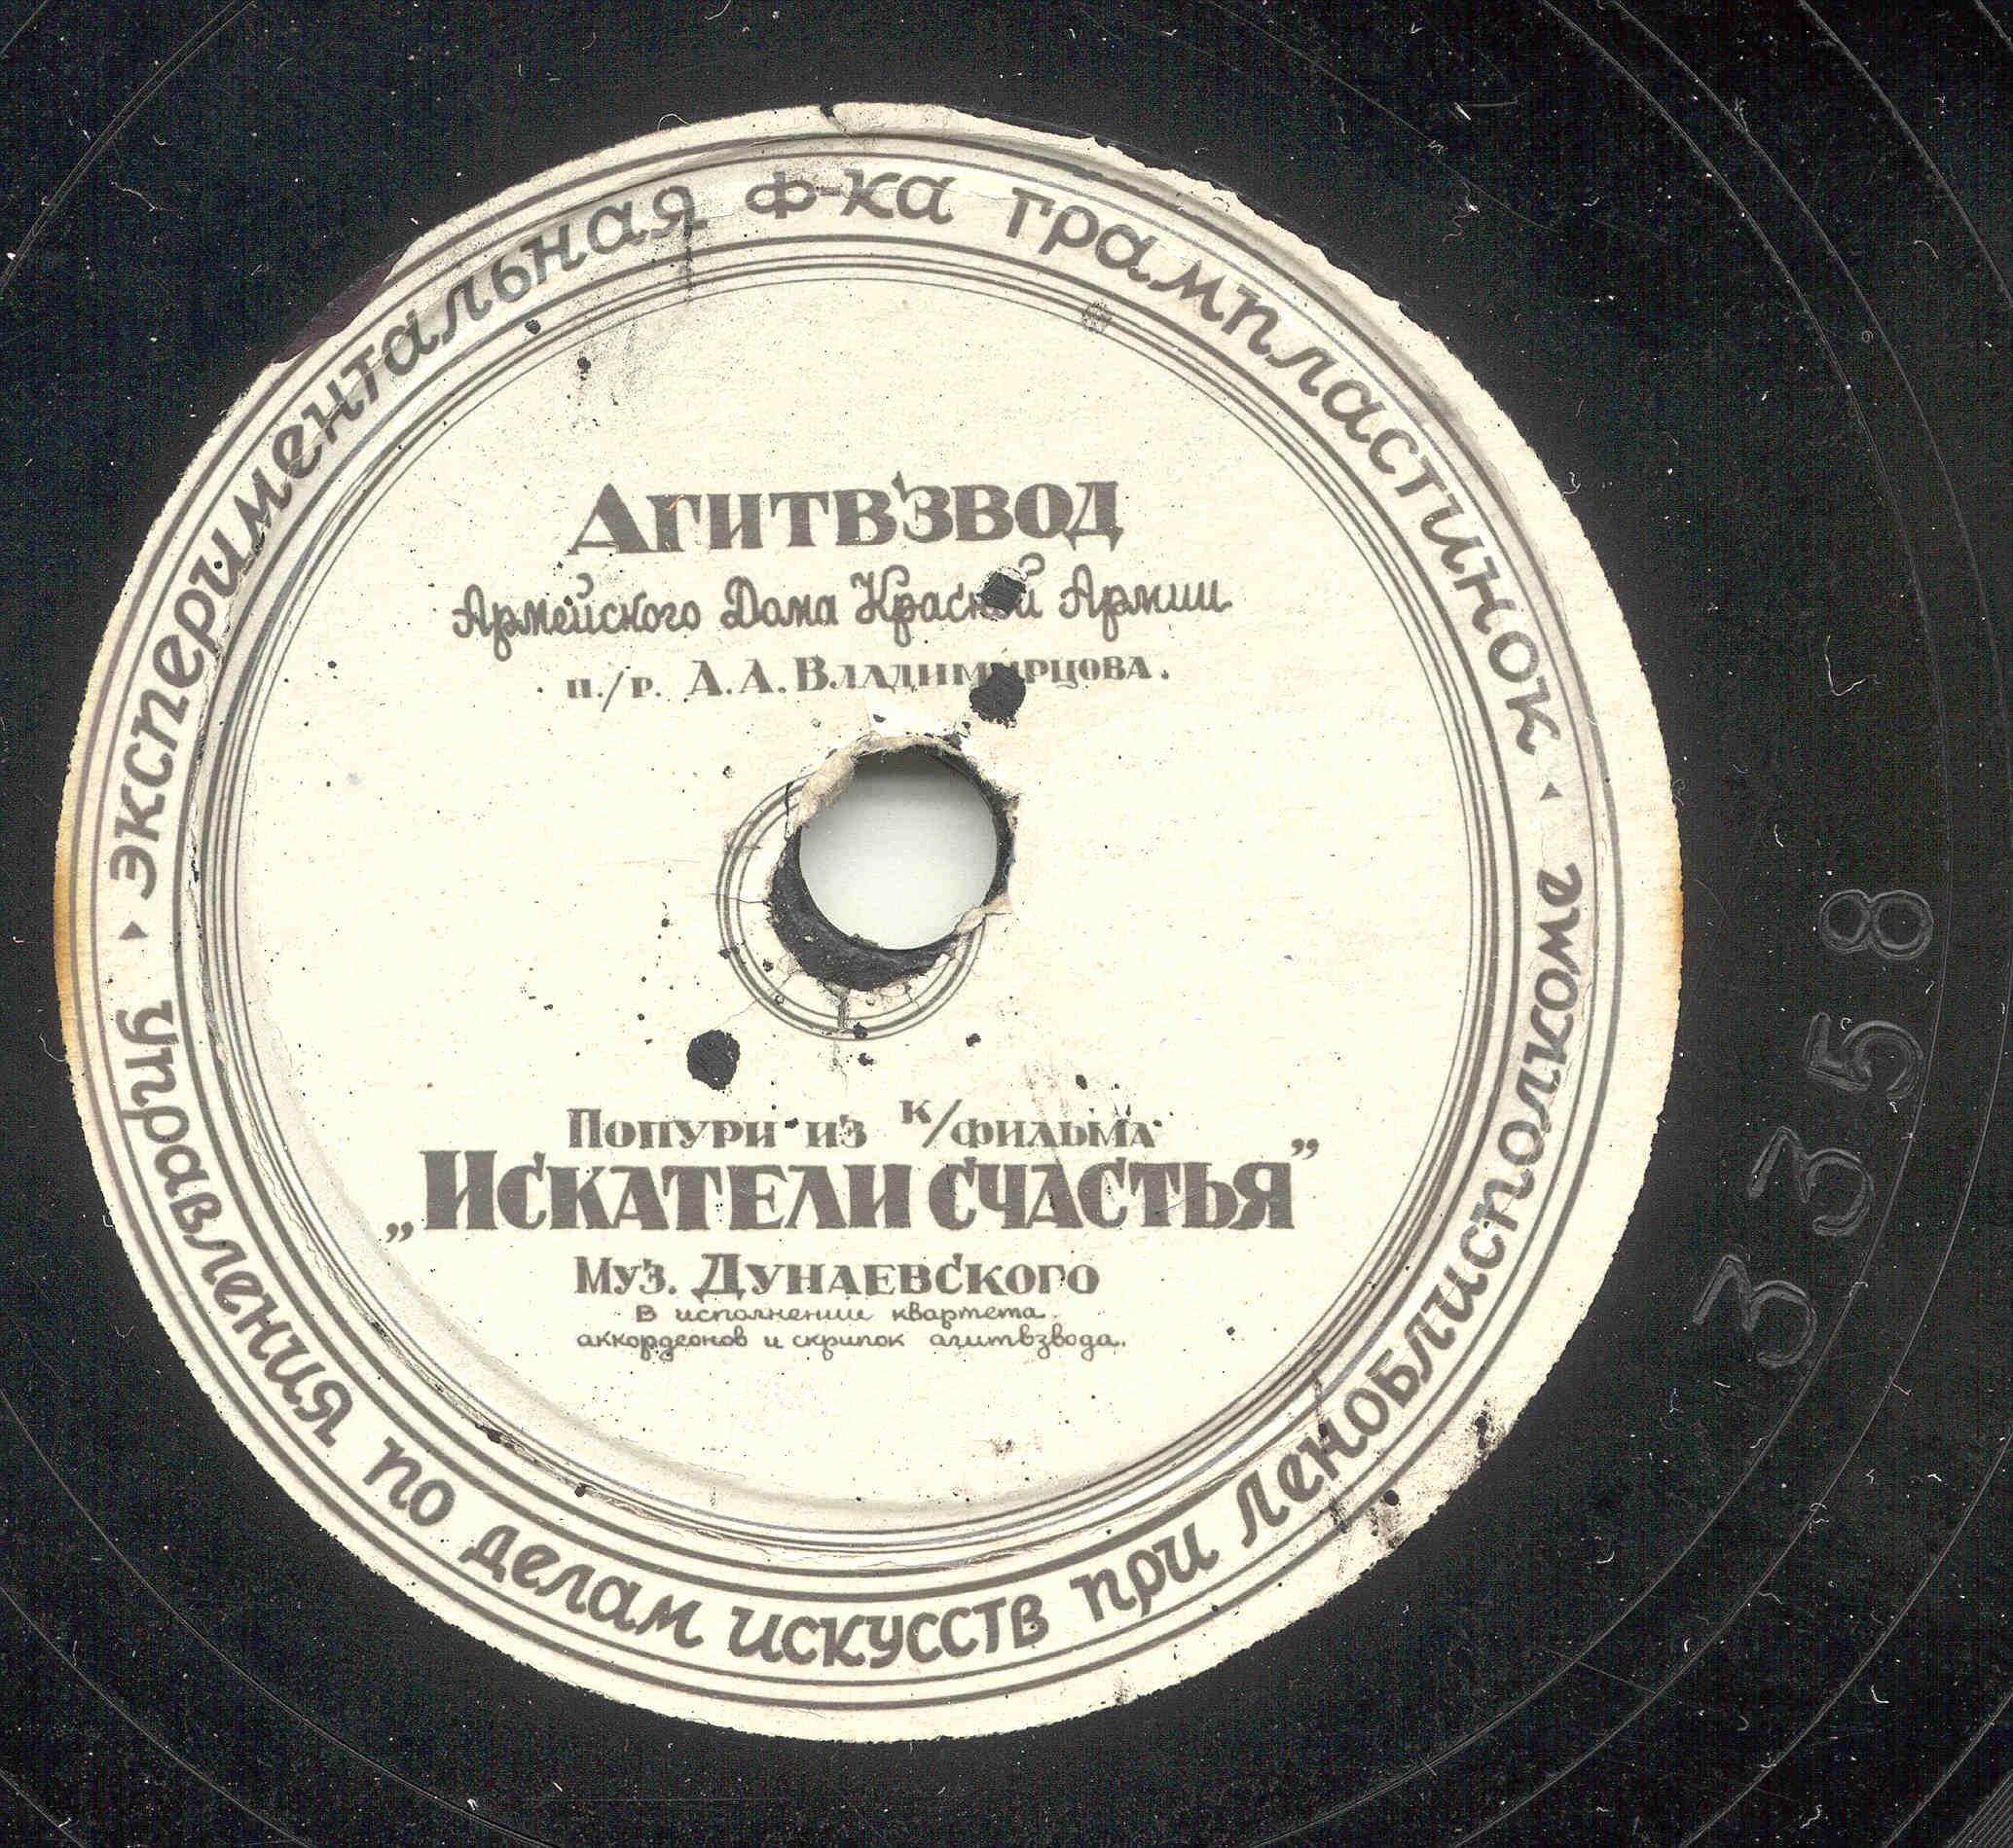 экспериментальная ф-ка грампластинок
АГИТВЗВОД
Армейского Дома Красной Армии
п./р. А. А. Владимирцова.
Попури из к/фильма
„Искатели счастья”
Муз. Дунаевского
В исполнении квартета
аккордеонов и скрипок агитвзвода.
управления по делам искусств при леноблисполкоме
3358